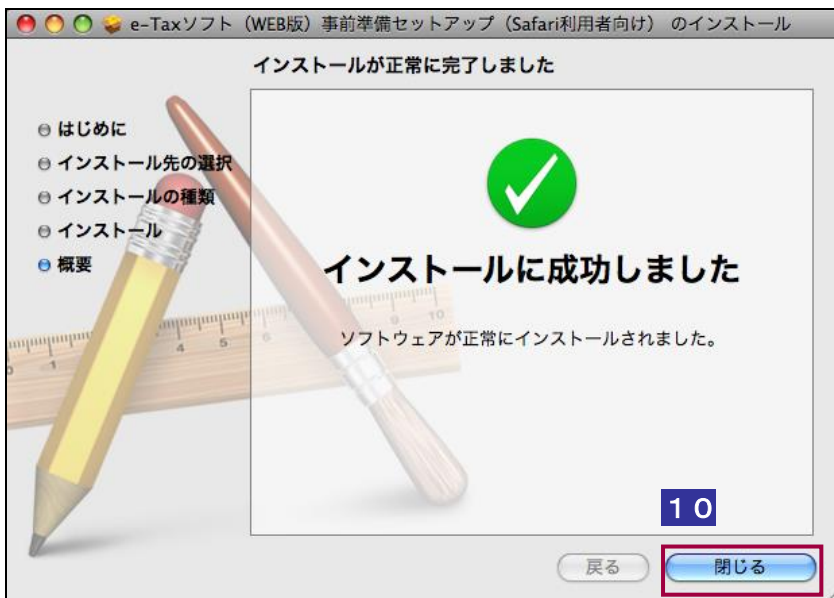 e-Taxソフト（WEB版）事前準備セットアップ（Safari利用者向け） のインストール
インストールが正常に完了しました
はじめに
インストール先の選択
インストールの種類
インストール
概要
インストールに成功しました
ソフトウェアが正常にインストールされました。
１０
戻る
閉じる